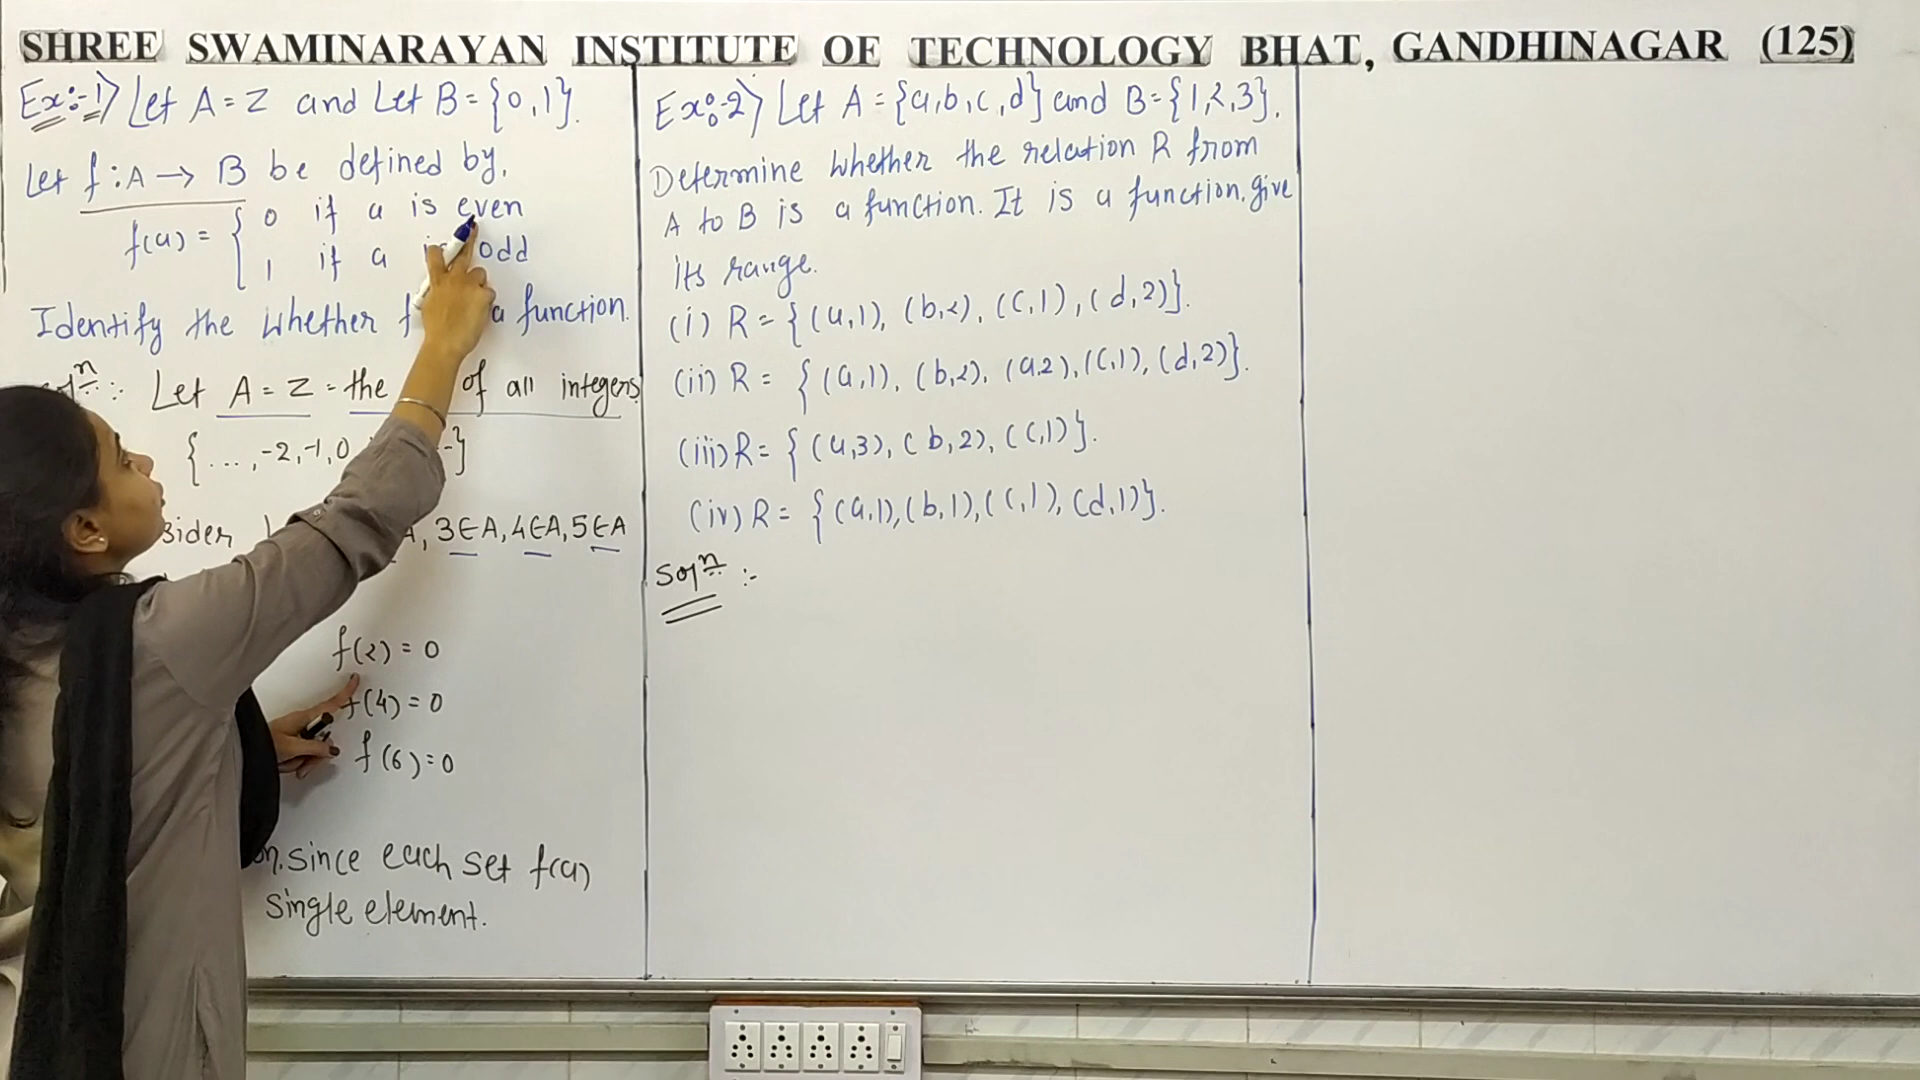 SHREE SWAMINARAYAN INSTITUTE OF TECHNOLOGY BHAT, GANDHINAGAR (125)
Ex:-1) Let A = Z and Let B = {0,1}.
Let f : A → B be defined by,
f(a) = { 0 if a is even
1 if a is odd
Identify the whether a function.
Solⁿ :- Let A = Z = the of all integers
{..., -2, -1, 0
A, 3∈A, 4∈A, 5∈A
f(2) = 0
f(4) = 0
f(6) = 0
Since each set f(a)
single element.
Ex:-2) Let A = {a,b,c,d} and B = {1,2,3}.
Determine whether the relation R from
A to B is a function. It is a function. give
its range.
(i) R = {(a,1), (b,2), (c,1), (d,2)}.
(ii) R = {(a,1), (b,2), (a,2), (c,1), (d,2)}.
(iii) R = {(a,3), (b,2), (c,1)}.
(iv) R = {(a,1), (b,1), (c,1), (d,1)}.
Solⁿ :-